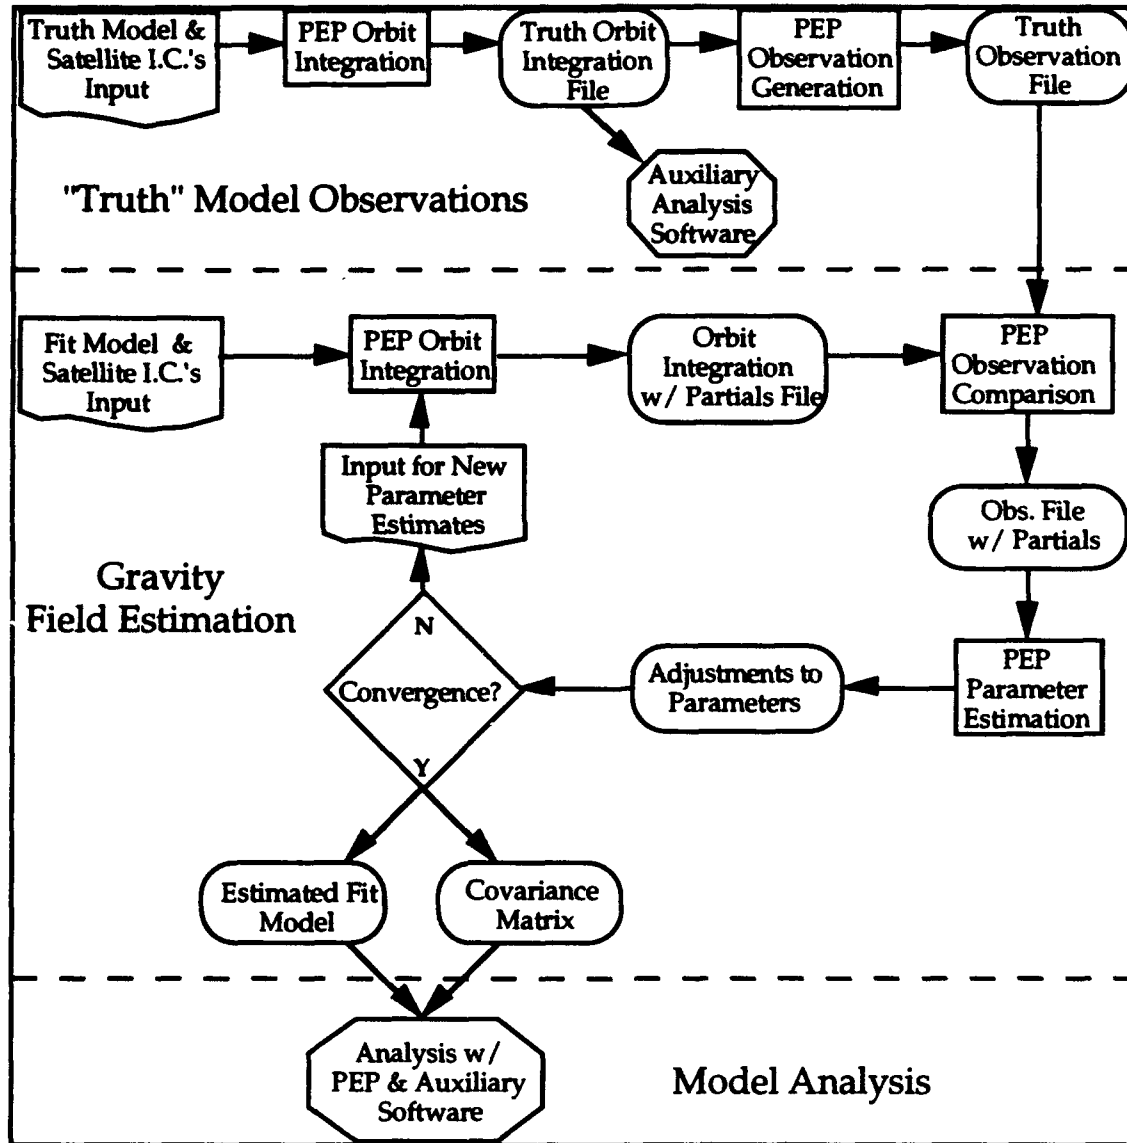 Truth Model &
Satellite I.C.'s
Input
PEP Orbit
Integration
Truth Orbit
Integration
File
PEP
Observation
Generation
Truth
Observation
File
Auxiliary
Analysis
Software
"Truth" Model Observations
Fit Model &
Satellite I.C.'s
Input
PEP Orbit
Integration
Orbit
Integration
w/ Partials File
PEP
Observation
Comparison
Input for New
Parameter
Estimates
Obs. File
w/ Partials
Gravity
Field Estimation
N
Convergence?
Y
Adjustments to
Parameters
PEP
Parameter
Estimation
Estimated Fit
Model
Covariance
Matrix
Analysis w/
PEP & Auxiliary
Software
Model Analysis